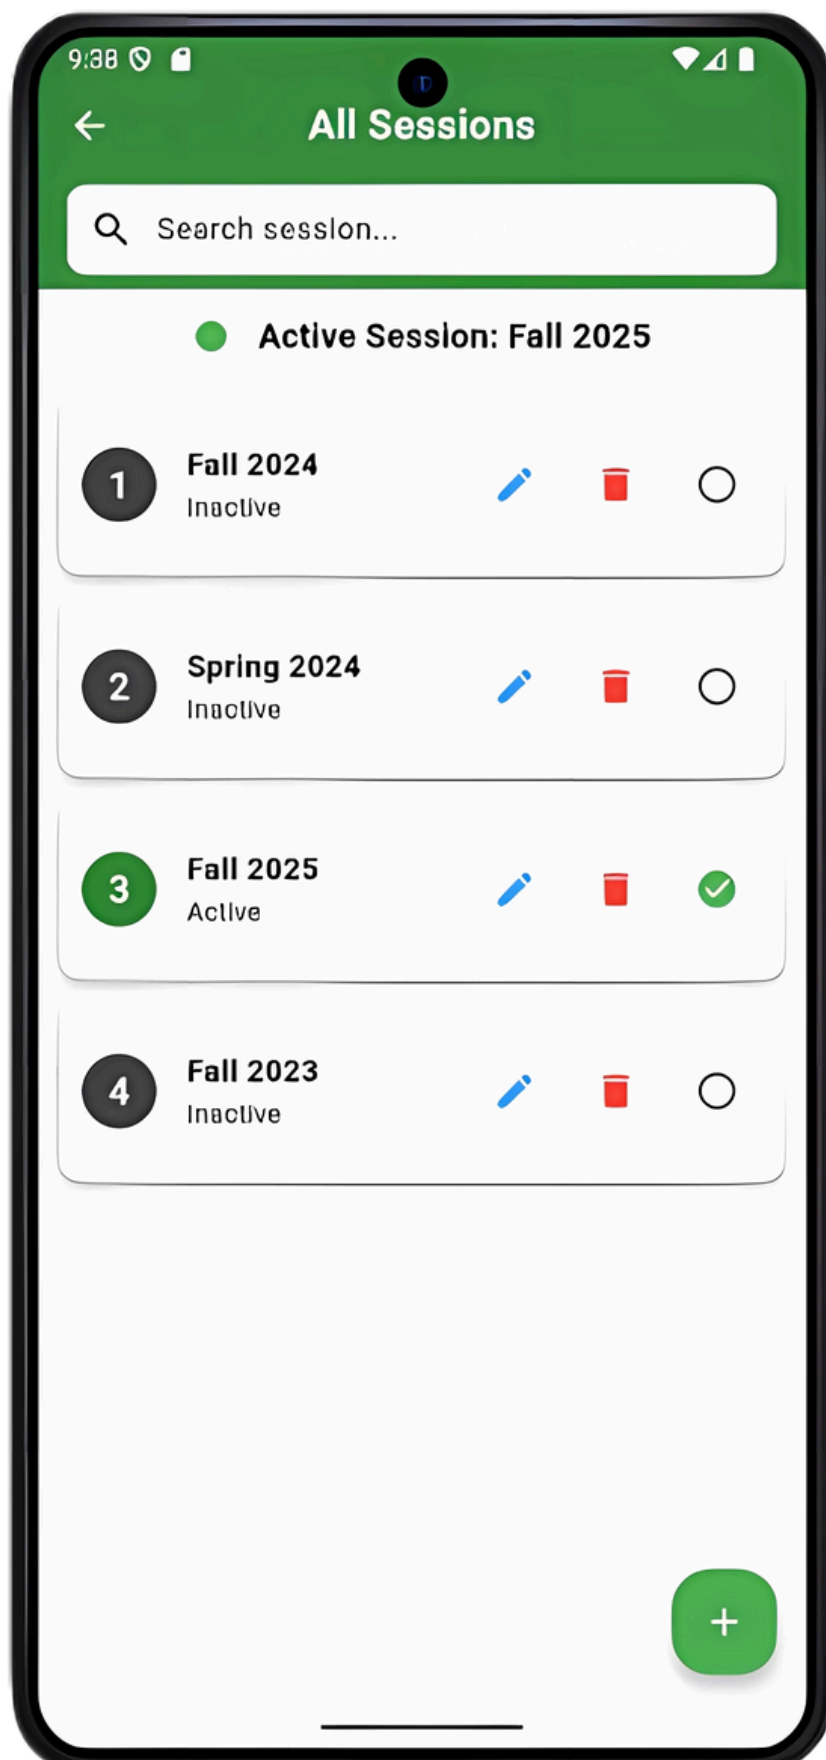 9:38
All Sessions
Search session...
Active Session: Fall 2025
1
Fall 2024
Inactive
2
Spring 2024
Inactive
3
Fall 2025
Active
4
Fall 2023
Inactive